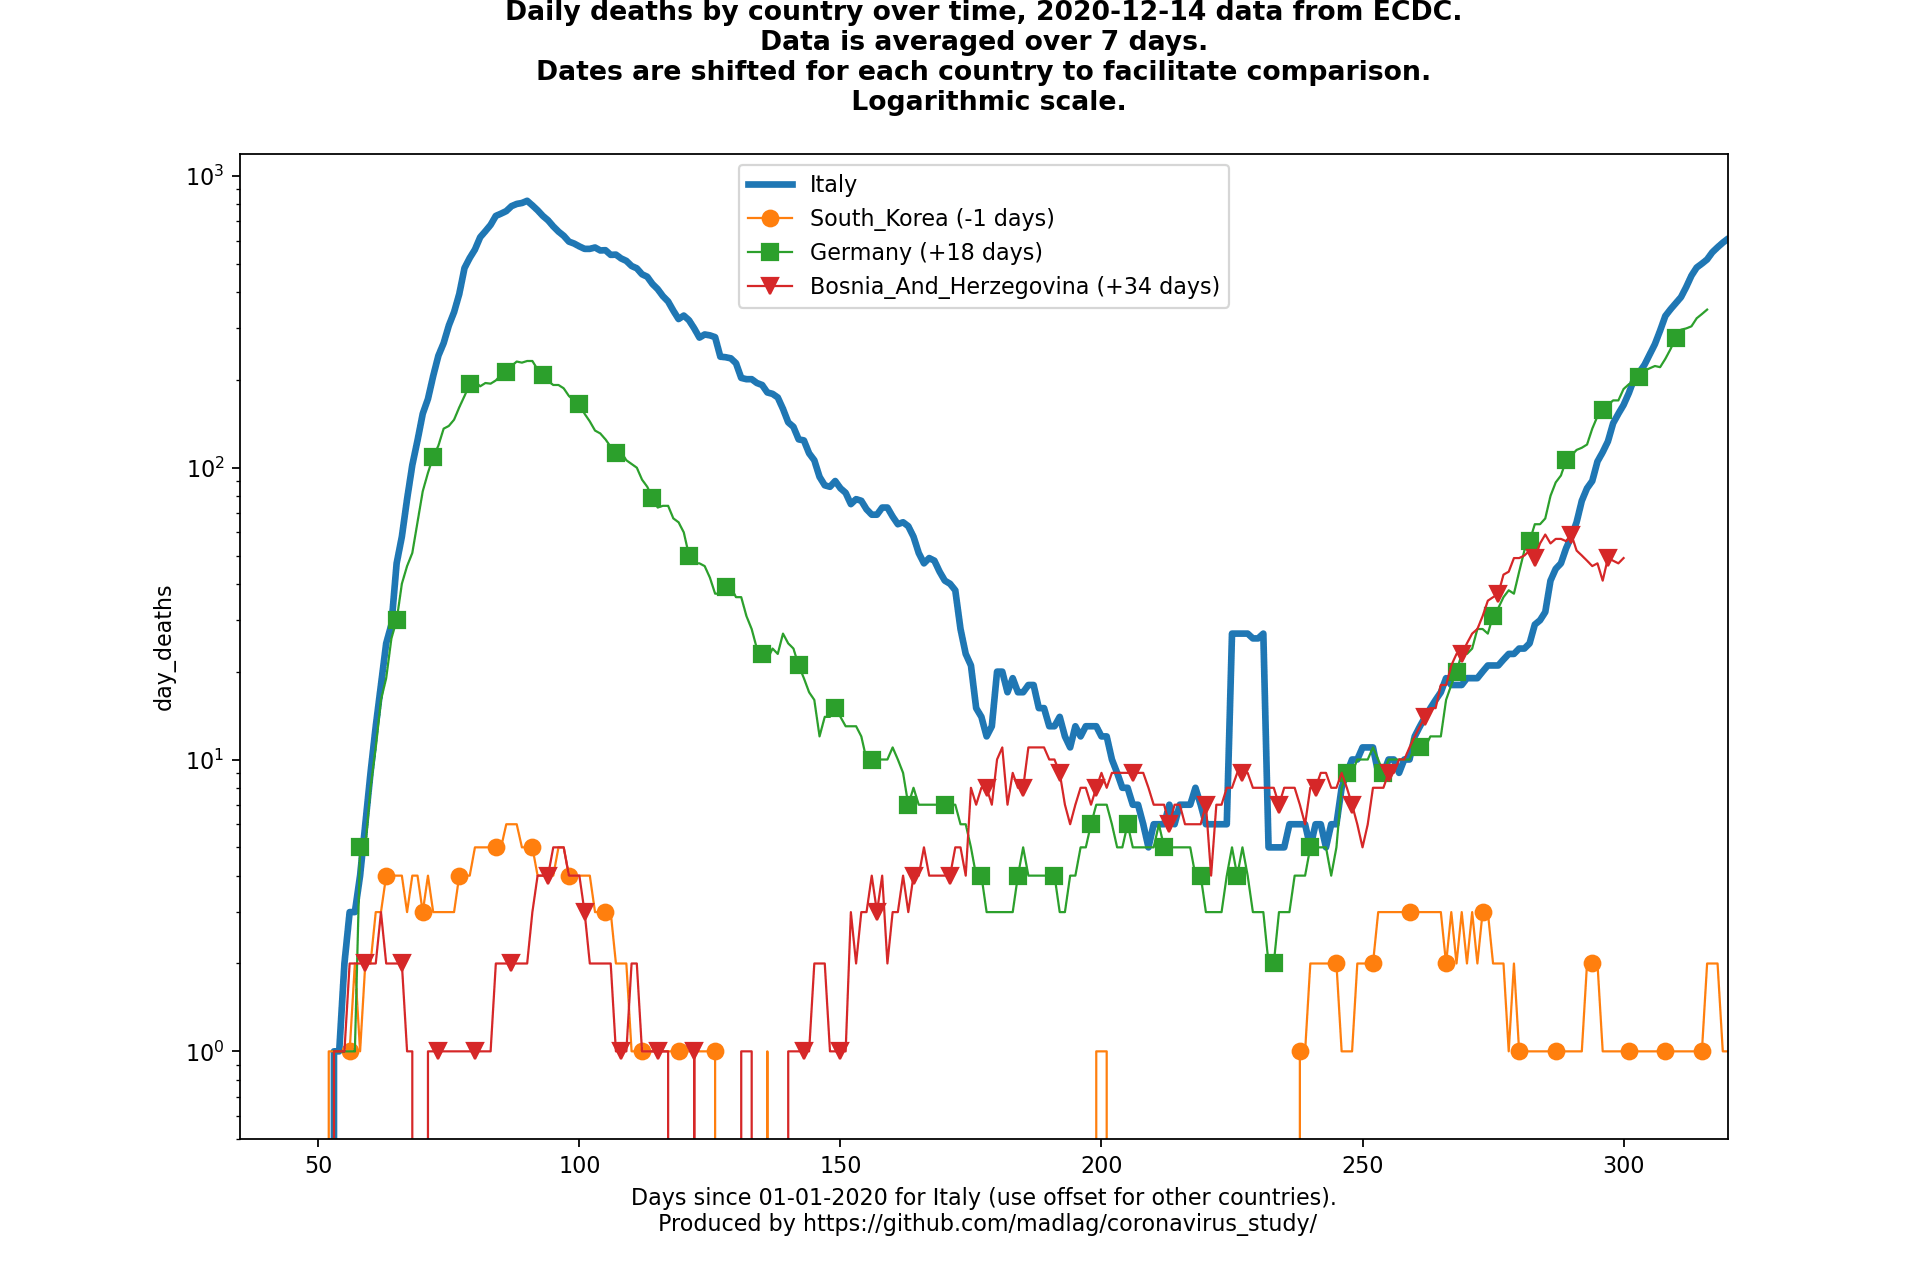 Daily deaths by country over time, 2020-12-14 data from ECDC.
Data is averaged over 7 days.
Dates are shifted for each country to facilitate comparison.
Logarithmic scale.
10³
Italy
South_Korea (-1 days)
Germany (+18 days)
Bosnia_And_Herzegovina (+34 days)
10²
day_deaths
10¹
10⁰
50 100 150 200 250 300
Days since 01-01-2020 for Italy (use offset for other countries).
Produced by https://github.com/madlag/coronavirus_study/